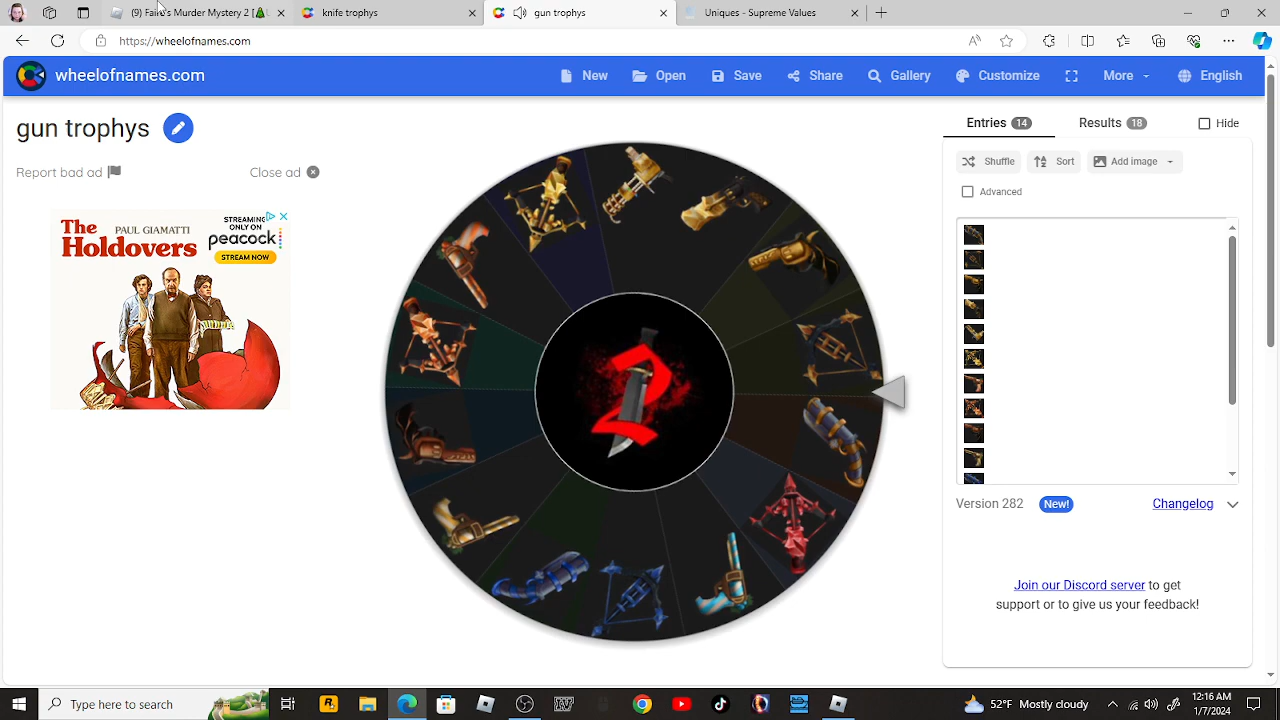 (29) Fake's Murder Mystery 2 [
knife trophys
gun trophys
Uniques - Supreme Values
https://wheelofnames.com
wheelofnames.com
New
Open
Save
Share
Gallery
Customize
More
English
gun trophys
Report bad ad
Close ad
The
PAUL GIAMATTI
Holdovers
STREAMING
ONLY ON
peacock
STREAM NOW
2
Entries 14
Results 18
Hide
Shuffle
Sort
Add image
Advanced
Version 282
New!
Changelog
Join our Discord server to get
support or to give us your feedback!
Type here to search
52°F Mostly cloudy
12:16 AM
1/7/2024